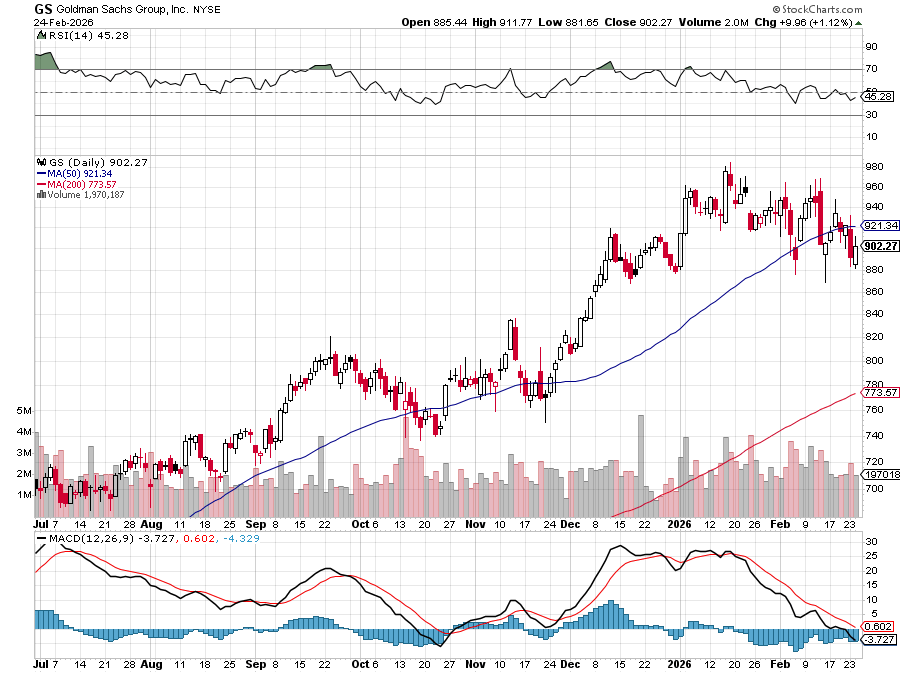 GS Goldman Sachs Group, Inc. NYSE © StockCharts.com
24-Feb-2026 Open 885.44 High 911.77 Low 881.65 Close 902.27 Volume 2.0M Chg +9.96 (+1.12%)
RSI(14) 45.28
90
70
50
45.28
30
10
GS (Daily) 902.27
MA(50) 921.34
MA(200) 773.57
Volume 1,970,187
980
960
940
921.34
902.27
880
860
840
820
800
780
773.57
760
740
720
700
5M
4M
3M
2M
1M
197018
Jul 7 14 21 28 Aug 11 18 25 Sep 8 15 22 Oct 6 13 20 27 Nov 10 17 24 Dec 8 15 22 2026 12 20 26 Feb 9 17 23
MACD(12,26,9) -3.727, 0.602, -4.329
30
25
20
15
10
5
0.602
-3.727
Jul 7 14 21 28 Aug 11 18 25 Sep 8 15 22 Oct 6 13 20 27 Nov 10 17 24 Dec 8 15 22 2026 12 20 26 Feb 9 17 23